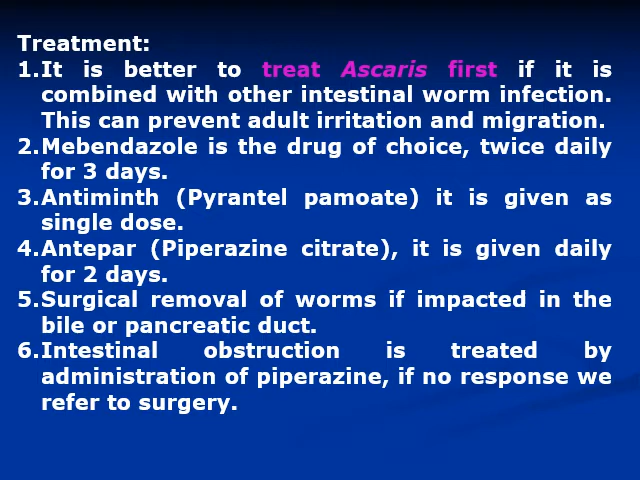 Treatment:
1.It is better to treat Ascaris first if it is
combined with other intestinal worm infection.
This can prevent adult irritation and migration.
2.Mebendazole is the drug of choice, twice daily
for 3 days.
3.Antiminth (Pyrantel pamoate) it is given as
single dose.
4.Antepar (Piperazine citrate), it is given daily
for 2 days.
5.Surgical removal of worms if impacted in the
bile or pancreatic duct.
6.Intestinal obstruction is treated by
administration of piperazine, if no response we
refer to surgery.